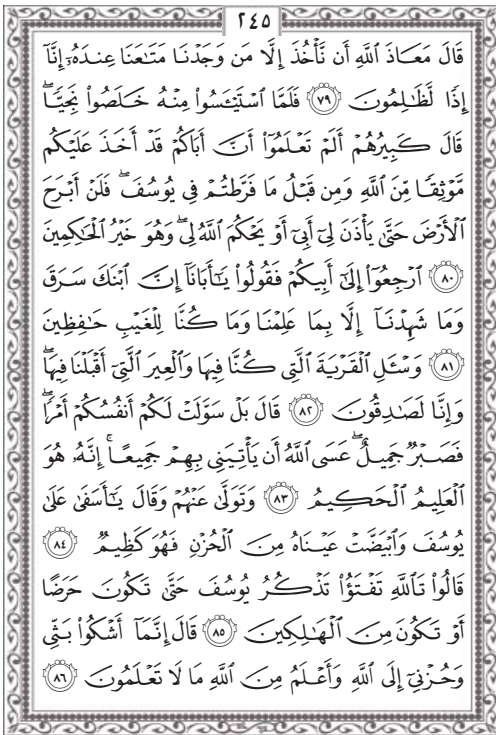 ٢٤٥
قَالَ مَعَاذَ ٱللَّهِ أَن نَّأْخُذَ إِلَّا مَن وَجَدْنَا مَتَٰعَنَا عِندَهُۥٓ إِنَّآ
إِذًا لَّظَٰلِمُونَ ٧٩ فَلَمَّا ٱسْتَيْـَٔسُوا۟ مِنْهُ خَلَصُوا۟ نَجِيًّا ۖ
قَالَ كَبِيرُهُمْ أَلَمْ تَعْلَمُوٓا۟ أَنَّ أَبَاكُمْ قَدْ أَخَذَ عَلَيْكُم
مَّوْثِقًا مِّنَ ٱللَّهِ وَمِن قَبْلُ مَا فَرَّطتُمْ فِى يُوسُفَ ۖ فَلَنْ أَبْرَحَ
ٱلْأَرْضَ حَتَّىٰ يَأْذَنَ لِىٓ أَبِىٓ أَوْ يَحْكُمَ ٱللَّهُ لِى ۖ وَهُوَ خَيْرُ ٱلْحَٰكِمِينَ
٨٠ ٱرْجِعُوٓا۟ إِلَىٰٓ أَبِيكُمْ فَقُولُوا۟ يَٰٓأَبَانَآ إِنَّ ٱبْنَكَ سَرَقَ
وَمَا شَهِدْنَآ إِلَّا بِمَا عَلِمْنَا وَمَا كُنَّا لِلْغَيْبِ حَٰفِظِينَ
٨١ وَسْـَٔلِ ٱلْقَرْيَةَ ٱلَّتِى كُنَّا فِيهَا وَٱلْعِيرَ ٱلَّتِىٓ أَقْبَلْنَا فِيهَا ۖ
وَإِنَّا لَصَٰدِقُونَ ٨٢ قَالَ بَلْ سَوَّلَتْ لَكُمْ أَنفُسُكُمْ أَمْرًا ۖ
فَصَبْرٌ جَمِيلٌ ۖ عَسَى ٱللَّهُ أَن يَأْتِيَنِى بِهِمْ جَمِيعًا ۚ إِنَّهُۥ هُوَ
ٱلْعَلِيمُ ٱلْحَكِيمُ ٨٣ وَتَوَلَّىٰ عَنْهُمْ وَقَالَ يَٰٓأَسَفَىٰ عَلَىٰ
يُوسُفَ وَٱبْيَضَّتْ عَيْنَاهُ مِنَ ٱلْحُزْنِ فَهُوَ كَظِيمٌ ٨٤
قَالُوا۟ تَٱللَّهِ تَفْتَؤُا۟ تَذْكُرُ يُوسُفَ حَتَّىٰ تَكُونَ حَرَضًا
أَوْ تَكُونَ مِنَ ٱلْهَٰلِكِينَ ٨٥ قَالَ إِنَّمَآ أَشْكُوا۟ بَثِّى
وَحُزْنِىٓ إِلَى ٱللَّهِ وَأَعْلَمُ مِنَ ٱللَّهِ مَا لَا تَعْلَمُونَ ٨٦